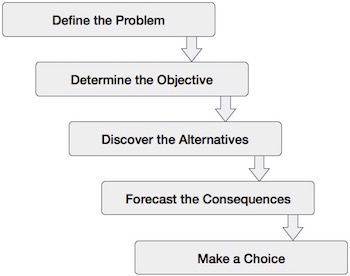 Define the Problem
Determine the Objective
Discover the Alternatives
Forecast the Consequences
Make a Choice